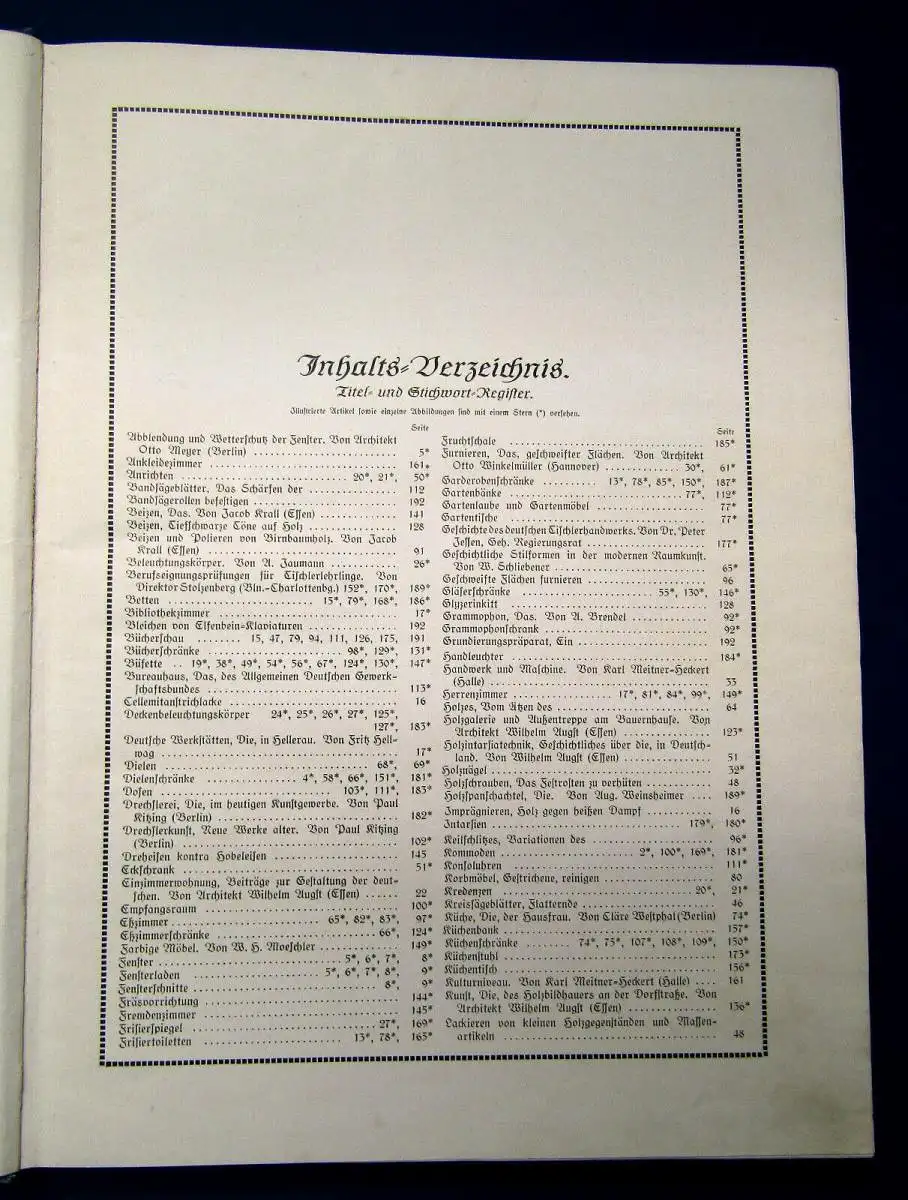 Inhalts-Verzeichnis.
Titel- und Stichwort-Register.
Illustrierte Artikel sowie einzelne Abbildungen sind mit einem Stern (*) versehen.
Seite
Abblendung und Wetterschutz der Fenster. Von Architekt
Otto Meyer (Berlin) .................... 5*
Ankleidezimmer .................... 161*
Anrichten .................... 20*, 21*, 50*
Bandsägeblätter, Das Schärfen der .................... 112
Bandsägerollen befestigen .................... 192
Beizen, Das. Von Jacob Krall (Essen) .................... 141
Beizen, Tiefschwarze Töne auf Holz .................... 128
Beizen und Polieren von Birnbaumholz. Von Jacob
Krall (Essen) .................... 91
Beleuchtungskörper. Von A. Jaumann .................... 26*
Berufseignungsprüfungen für Tischlerlehrlinge. Von
Direktor Stolzenberg (Bln.-Charlottenbg.) 152*, 170*, 189*
Betten .................... 15*, 79*, 168*, 186*
Bibliothekzimmer .................... 17*
Bleichen von Elfenbein-Klaviaturen .................... 192
Bücherschau ........ 15, 47, 79, 94, 111, 126, 175, 191
Bücherschränke .................... 98*, 129*, 131*
Büfette .. 19*, 38*, 49*, 54*, 56*, 67*, 124*, 130*, 147*
Bureauhaus, Das, des Allgemeinen Deutschen Gewerk-
schaftsbundes .................... 113*
Cellemitanstrichlacke .................... 16
Deckenbeleuchtungskörper 24*, 25*, 26*, 27*, 125*,
127*, 183*
Deutsche Werkstätten, Die, in Hellerau. Von Fritz Hell-
wag .................... 17*
Dielen .................... 68*, 69*
Dielenschränke .................... 4*, 58*, 66*, 151*, 181*
Dosen .................... 103*, 111*, 183*
Drechslerei, Die, im heutigen Kunstgewerbe. Von Paul
Kitzing (Berlin) .................... 182*
Drechslerkunst, Neue Werke alter. Von Paul Kitzing
(Berlin) .................... 102*
Dreheisen kontra Hobeleisen .................... 145
Eckschrank .................... 51*
Einzimmerwohnung, Beiträge zur Gestaltung der deut-
schen. Von Architekt Wilhelm Augst (Essen) ...... 22
Empfangsraum .................... 100*
Eßzimmer .................... 65*, 82*, 83*, 97*
Eßzimmerschränke .................... 66*, 124*
Farbige Möbel. Von W. H. Moeschler .................... 149*
Fenster .................... 5*, 6*, 7*, 8*
Fensterladen .................... 5*, 6*, 7*, 8*, 9*
Fensterschnitte .................... 8*, 9*
Fräsvorrichtung .................... 144*
Fremdenzimmer .................... 145*
Frisierspiegel .................... 27*, 169*
Frisiertoiletten .................... 13*, 78*, 163*
Seite
Fruchtschale .................... 185*
Furnieren, Das, geschweifter Flächen. Von Architekt
Otto Winkelmüller (Hannover) .................... 30*, 61*
Garderobenschränke .......... 13*, 78*, 85*, 150*, 187*
Gartenbänke .................... 77*, 112*
Gartenlaube und Gartenmöbel .................... 77*
Gartentische .................... 77*
Geschichte des deutschen Tischlerhandwerks. Von Dr. Peter
Jessen, Geh. Regierungsrat .................... 177*
Geschichtliche Stilformen in der modernen Raumkunst.
Von W. Schliebener .................... 65*
Geschweifte Flächen furnieren .................... 96
Gläserschränke .................... 55*, 130*, 146*
Glyzerinkitt .................... 128
Grammophon, Das. Von A. Brendel .................... 92*
Grammophonschrank .................... 92*
Grundierungspräparat, Ein .................... 192
Handleuchter .................... 184*
Handwerk und Maschine. Von Karl Meitner-Heckert
(Halle) .................... 33
Herrenzimmer .................... 17*, 81*, 84*, 99*, 149*
Holzes, Vom Ätzen des .................... 64
Holzgalerie und Außentreppe am Bauernhause. Von
Architekt Wilhelm Augst (Essen) .................... 123*
Holzintarsiatechnik, Geschichtliches über die, in Deutsch-
land. Von Wilhelm Augst (Essen) .................... 51
Holznägel .................... 32*
Holzschrauben, Das Festrosten zu verhüten .................... 48
Holzspanschachtel, Die. Von Aug. Weinsheimer .... 189*
Imprägnieren, Holz gegen heißen Dampf .................... 16
Intarsien .................... 179*, 180*
Keilschlitzes, Variationen des .................... 96*
Kommoden .................... 2*, 100*, 169*, 181*
Konsoluhren .................... 111*
Korbmöbel, Gestrichene, reinigen .................... 80
Kredenzen .................... 20*, 21*
Kreissägeblätter, Flatternde .................... 46
Küche, Die, der Hausfrau. Von Cläre Westphal (Berlin) 74*
Küchenbank .................... 157*
Küchenschränke .......... 74*, 75*, 107*, 108*, 109*, 150*
Küchenstuhl .................... 173*
Küchentisch .................... 156*
Kulturniveau. Von Karl Meitner-Heckert (Halle) .... 161
Kunst, Die, des Holzbildhauers an der Dorfstraße. Von
Architekt Wilhelm Augst (Essen) .................... 136*
Lackieren von kleinen Holzgegenständen und Massen-
artikeln .................... 48